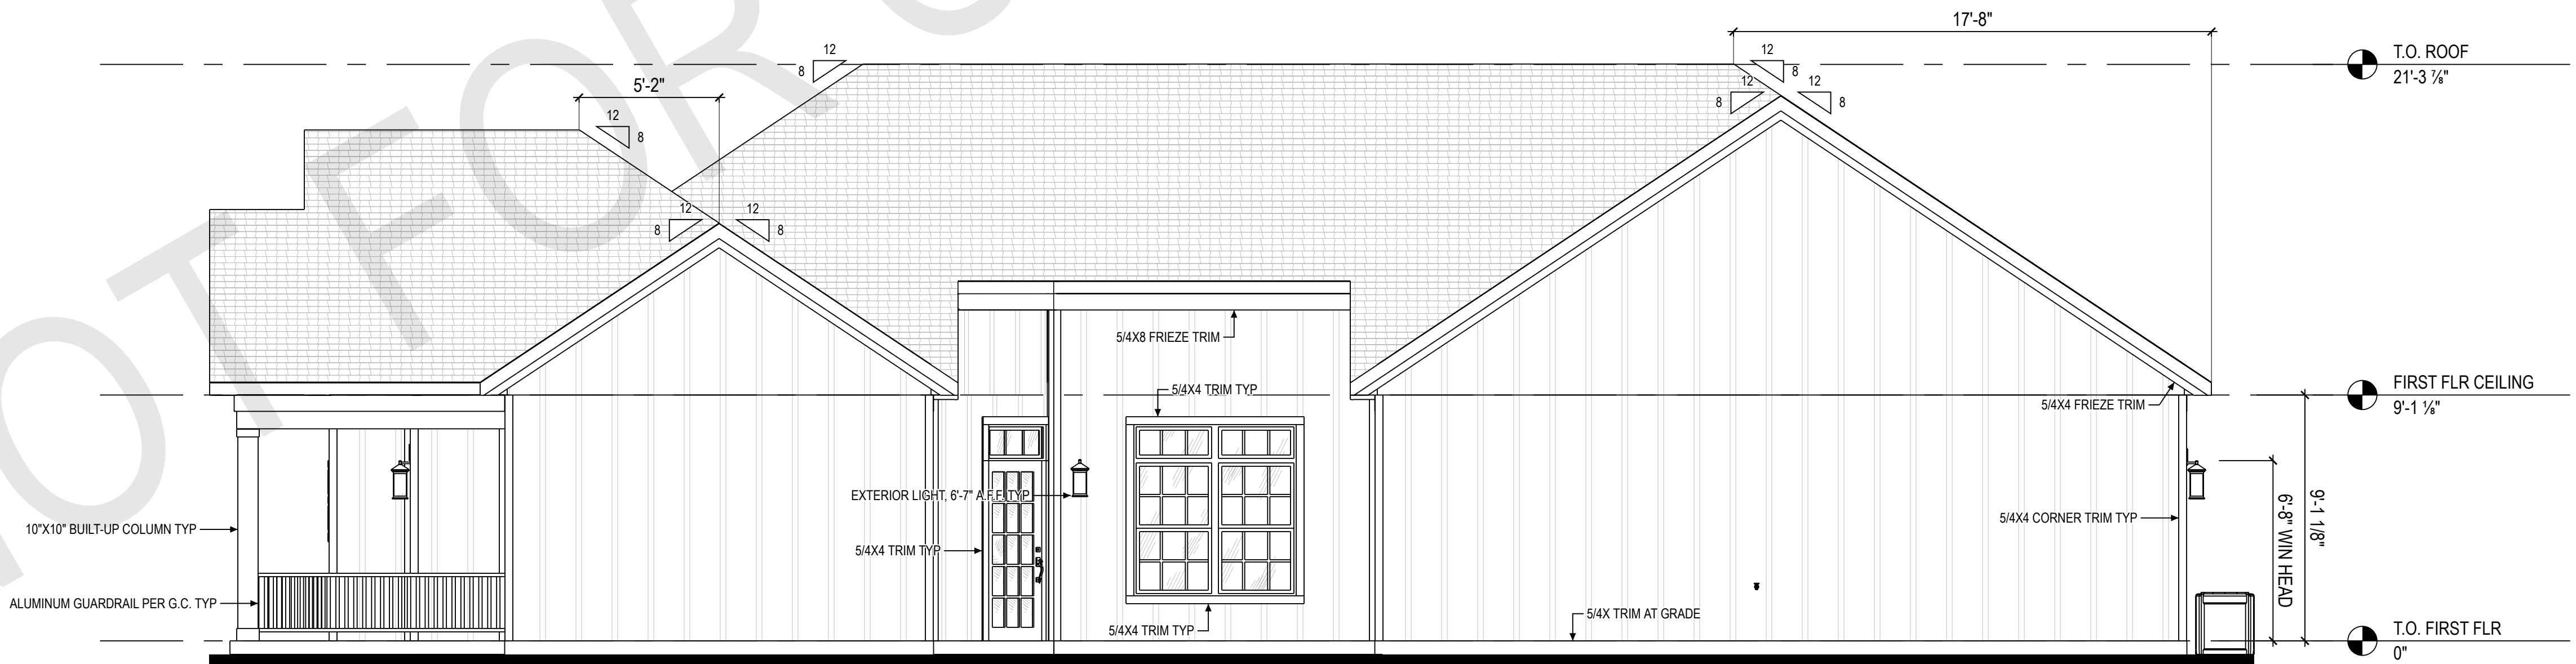 NOT FOR C
17'-8"
12
8
12
8
T.O. ROOF
21'-3 ⅞"
5'-2"
12
8
12
8
12
8
12
8
12
8
5/4X8 FRIEZE TRIM
5/4X4 TRIM TYP
FIRST FLR CEILING
9'-1 ⅛"
5/4X4 FRIEZE TRIM
EXTERIOR LIGHT, 6'-7" A.F.F. TYP
10"X10" BUILT-UP COLUMN TYP
5/4X4 CORNER TRIM TYP
6'-8" WIN HEAD
9'-1 1/8"
5/4X4 TRIM TYP
ALUMINUM GUARDRAIL PER G.C. TYP
5/4X TRIM AT GRADE
5/4X4 TRIM TYP
T.O. FIRST FLR
0"